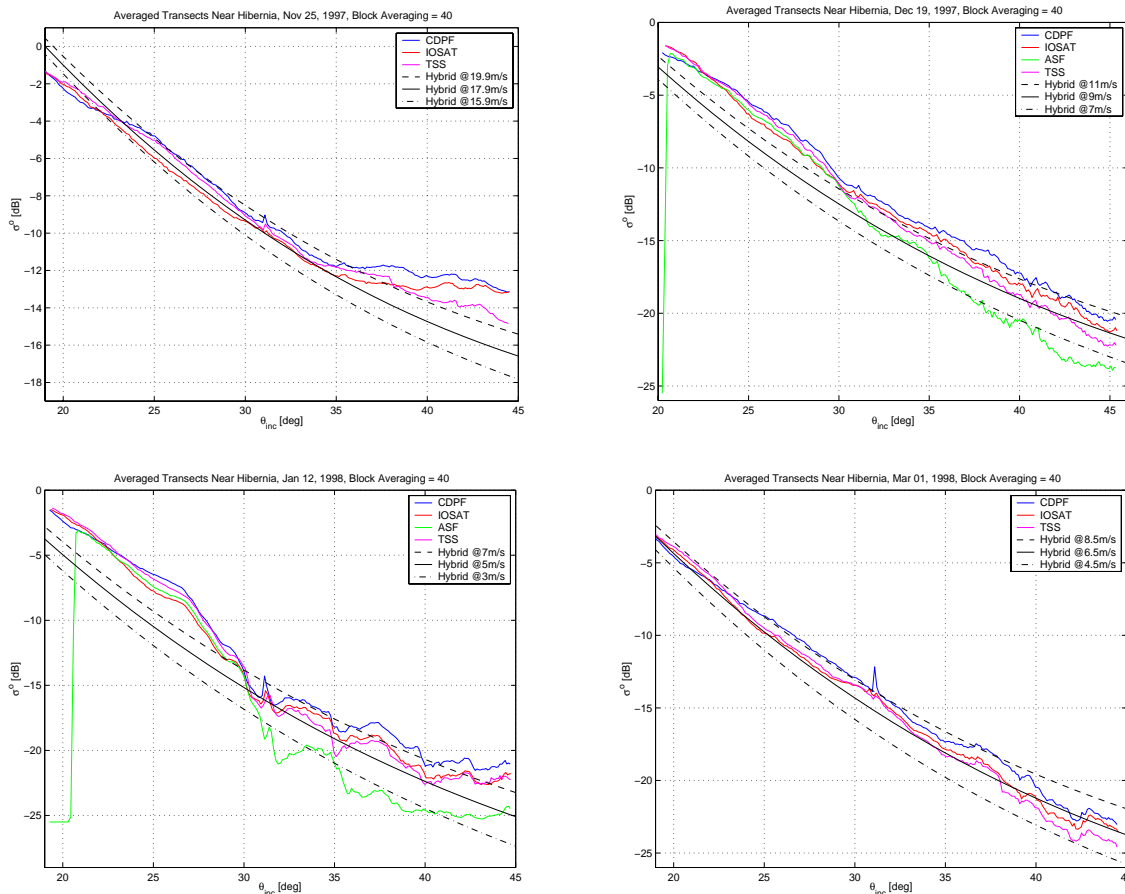 Averaged Transects Near Hibernia, Nov 25, 1997, Block Averaging = 40
0
−2
−4
−6
−8
−10
−12
−14
−16
−18
σo [dB]
20 25 30 35 40 45
θinc [deg]
CDPF
IOSAT
TSS
Hybrid @19.9m/s
Hybrid @17.9m/s
Hybrid @15.9m/s
Averaged Transects Near Hibernia, Dec 19, 1997, Block Averaging = 40
0
−5
−10
−15
−20
−25
σo [dB]
20 25 30 35 40 45
θinc [deg]
CDPF
IOSAT
ASF
TSS
Hybrid @11m/s
Hybrid @9m/s
Hybrid @7m/s
Averaged Transects Near Hibernia, Jan 12, 1998, Block Averaging = 40
0
−5
−10
−15
−20
−25
σo [dB]
20 25 30 35 40 45
θinc [deg]
CDPF
IOSAT
ASF
TSS
Hybrid @7m/s
Hybrid @5m/s
Hybrid @3m/s
Averaged Transects Near Hibernia, Mar 01, 1998, Block Averaging = 40
0
−5
−10
−15
−20
−25
σo [dB]
20 25 30 35 40
θinc [deg]
CDPF
IOSAT
TSS
Hybrid @8.5m/s
Hybrid @6.5m/s
Hybrid @4.5m/s